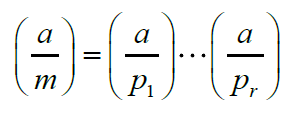 (a/m) = (a/p₁)⋯(a/pᵣ)